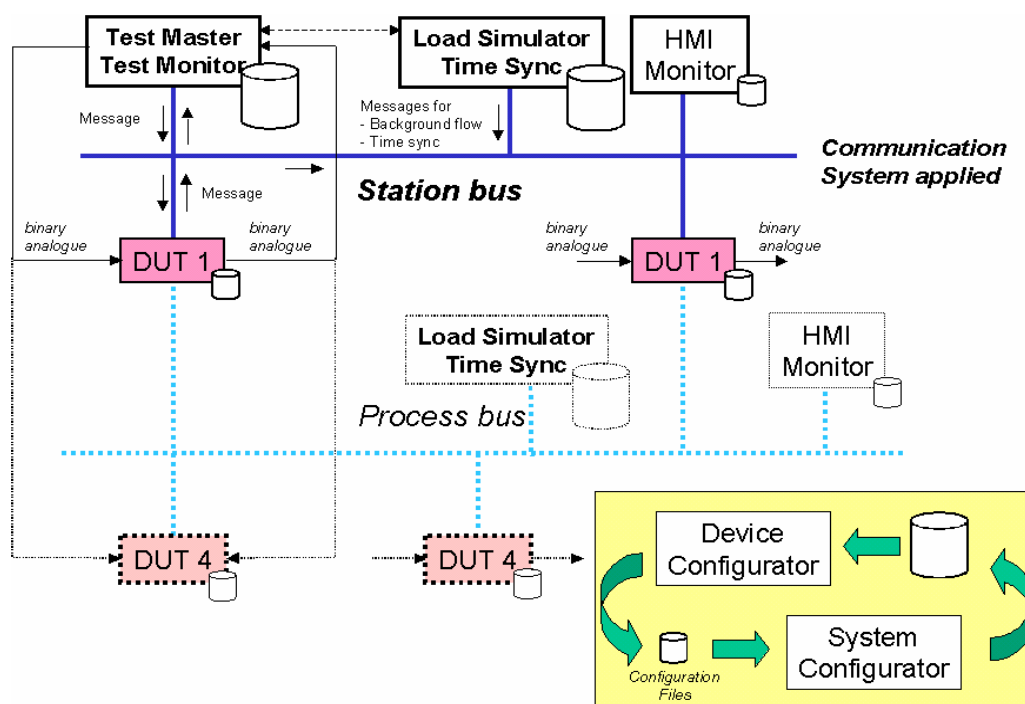 Test Master
Test Monitor
Load Simulator
Time Sync
HMI
Monitor
Message
Messages for
- Background flow
- Time sync
Communication
System applied
Station bus
Message
binary
analogue
binary
analogue
binary
analogue
binary
analogue
DUT 1
DUT 1
Load Simulator
Time Sync
HMI
Monitor
Process bus
DUT 4
DUT 4
Device
Configurator
System
Configurator
Configuration
Files